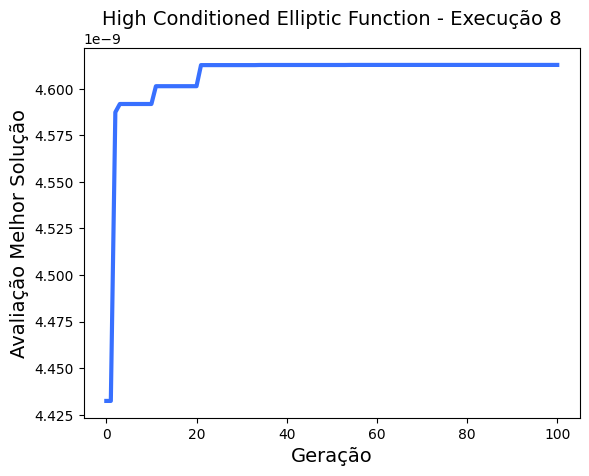 High Conditioned Elliptic Function - Execução 8
1e−9
4.600
4.575
4.550
4.525
4.500
4.475
4.450
4.425
Avaliação Melhor Solução
0 20 40 60 80 100
Geração